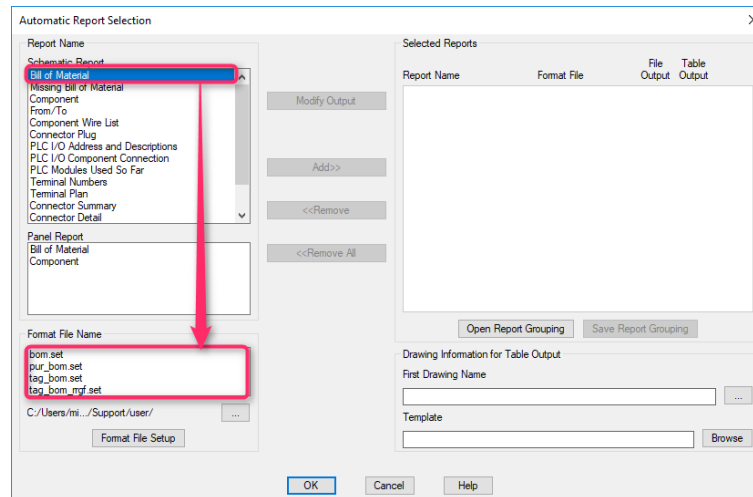 Automatic Report Selection
Report Name
Schematic Report
Bill of Material
Missing Bill of Material
Component
From/To
Component Wire List
Connector Plug
PLC I/O Address and Descriptions
PLC I/O Component Connection
PLC Modules Used So Far
Terminal Numbers
Terminal Plan
Connector Summary
Connector Detail
Panel Report
Bill of Material
Component
Format File Name
bom.set
pur_bom.set
tag_bom.set
tag_bom_mgf.set
C:/Users/mi.../Support/user/
...
Format File Setup
Modify Output
Add>>
<<Remove
<<Remove All
Selected Reports
Report Name Format File File Output Table Output
Open Report Grouping Save Report Grouping
Drawing Information for Table Output
First Drawing Name
...
Template
Browse
OK Cancel Help